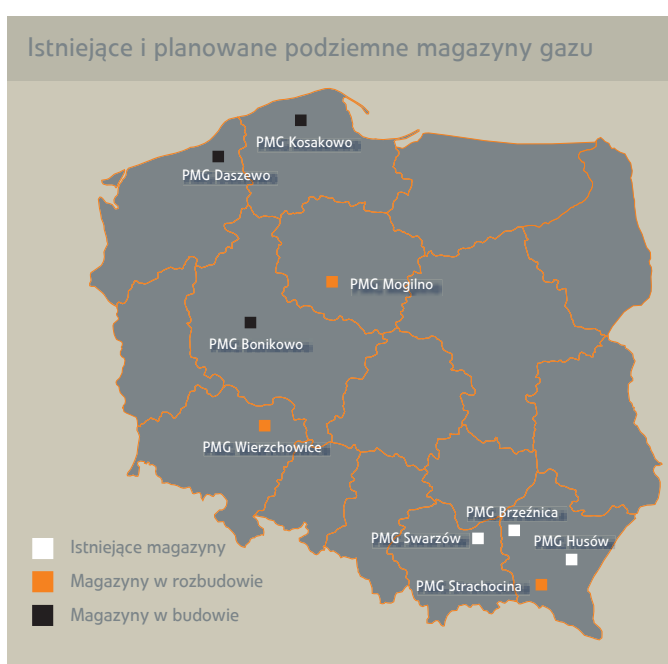 Istniejące i planowane podziemne magazyny gazu
PMG Kosakowo
PMG Daszewo
PMG Mogilno
PMG Bonikowo
PMG Wierzchowice
PMG Brzeźnica
PMG Swarzów
PMG Husów
PMG Strachocina
Istniejące magazyny
Magazyny w rozbudowie
Magazyny w budowie